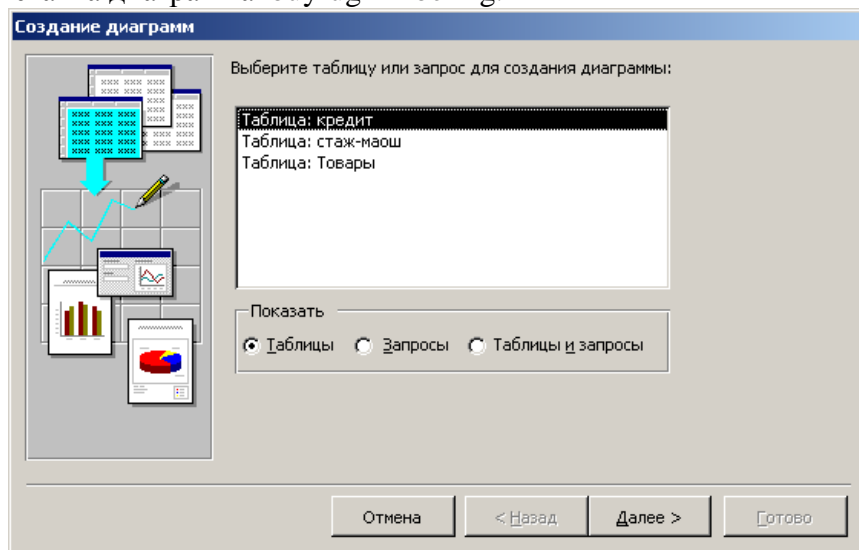 Создание диаграмм
Выберите таблицу или запрос для создания диаграммы:
Таблица: кредит
Таблица: стаж-маош
Таблица: Товары
Показать
Таблицы Запросы Таблицы и запросы
Отмена < Назад Далее > Готово